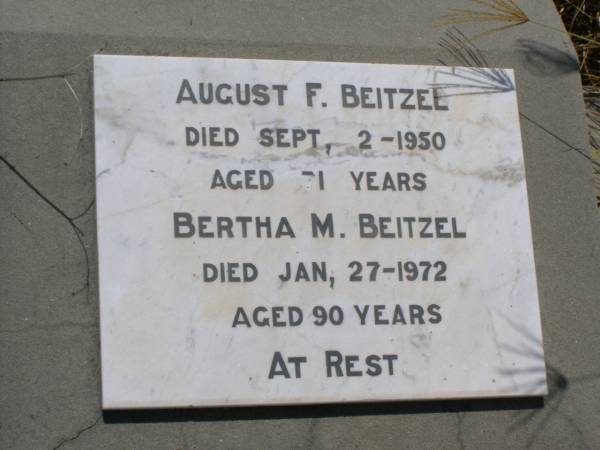 AUGUST F. BEITZEL
DIED SEPT, 2-1950
AGED 71 YEARS
BERTHA M. BEITZEL
DIED JAN, 27-1972
AGED 90 YEARS
AT REST